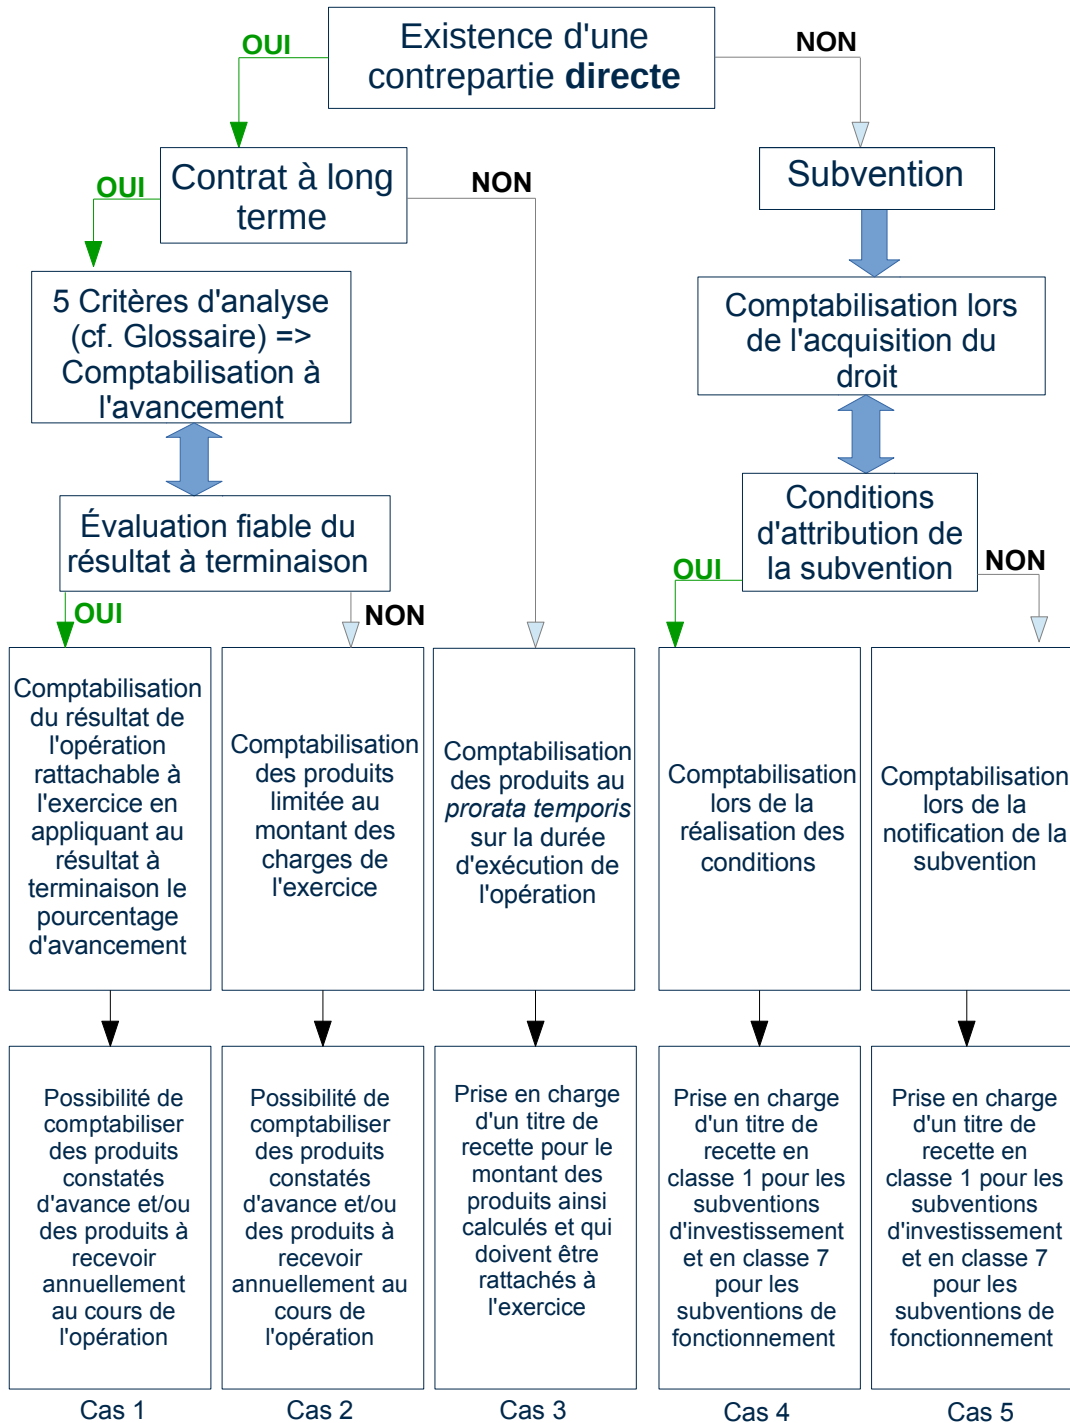 Existence d'une
contrepartie directe
OUI
NON
Contrat à long
terme
OUI
NON
Subvention
5 Critères d'analyse
(cf. Glossaire) =>
Comptabilisation à
l'avancement
Comptabilisation lors
de l'acquisition du
droit
Évaluation fiable du
résultat à terminaison
OUI
NON
Conditions
d'attribution de
la subvention
OUI
NON
Comptabilisation
du résultat de
l'opération
rattachable à
l'exercice en
appliquant au
résultat à
terminaison le
pourcentage
d'avancement
Comptabilisation
des produits
limitée au
montant des
charges de
l'exercice
Comptabilisation
des produits au
prorata temporis
sur la durée
d'exécution de
l'opération
Comptabilisation
lors de la
réalisation des
conditions
Comptabilisation
lors de la
notification de la
subvention
Possibilité de
comptabiliser
des produits
constatés
d'avance et/ou
des produits à
recevoir
annuellement
au cours de
l'opération
Possibilité de
comptabiliser
des produits
constatés
d'avance et/ou
des produits à
recevoir
annuellement au
cours de
l'opération
Prise en charge
d'un titre de
recette pour le
montant des
produits ainsi
calculés et qui
doivent être
rattachés à
l'exercice
Prise en charge
d'un titre de
recette en
classe 1 pour les
subventions
d'investissement
et en classe 7
pour les
subventions de
fonctionnement
Prise en charge
d'un titre de
recette en
classe 1 pour les
subventions
d'investissement
et en classe 7
pour les
subventions de
fonctionnement
Cas 1
Cas 2
Cas 3
Cas 4
Cas 5